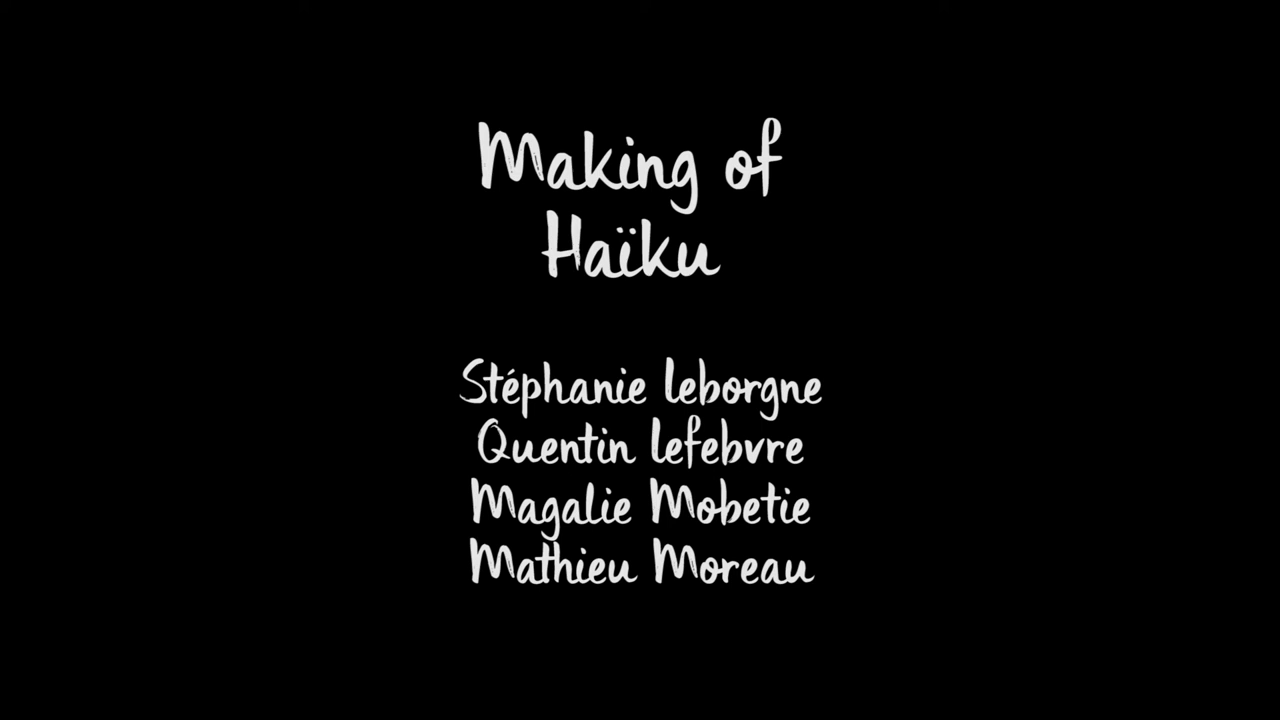 Making of
Haïku
Stéphanie Leborgne
Quentin Lefebvre
Magalie Mobetie
Mathieu Moreau